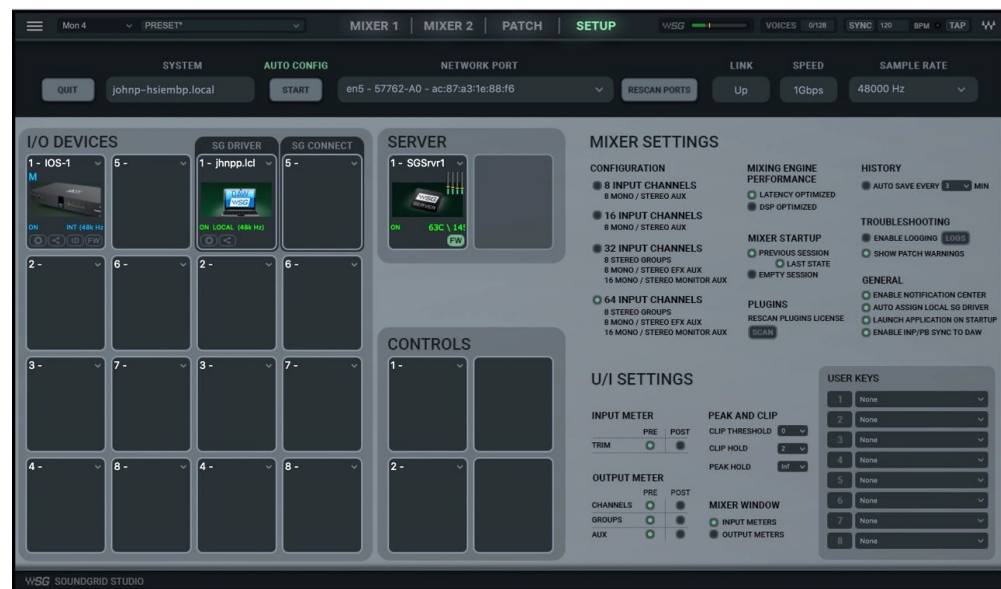 Mon 4 PRESET* MIXER 1 MIXER 2 PATCH SETUP WSG VOICES 0/128 SYNC 120 BPM TAP
SYSTEM AUTO CONFIG NETWORK PORT LINK SPEED SAMPLE RATE
QUIT johnp-hsiembp.local START en5 - 57762-A0 - ac:87:a3:1e:88:f6 RESCAN PORTS Up 1Gbps 48000 Hz
I/O DEVICES SG DRIVER SG CONNECT
1 - IOS-1 5 - 1 - jhnpp.lcl 5 -
M
DAW
WSG
ON INT (48k Hz ON LOCAL (48k Hz)
ID FW
2 - 6 - 2 - 6 -
3 - 7 - 3 - 7 -
4 - 8 - 4 - 8 -
SERVER
1 - SGSrvr1
WSG
SERVER
ON 63C \ 14!
FW
CONTROLS
1 -
2 -
MIXER SETTINGS
CONFIGURATION
8 INPUT CHANNELS
8 MONO / STEREO AUX
16 INPUT CHANNELS
8 MONO / STEREO AUX
32 INPUT CHANNELS
8 STEREO GROUPS
8 MONO / STEREO EFX AUX
16 MONO / STEREO MONITOR AUX
64 INPUT CHANNELS
8 STEREO GROUPS
8 MONO / STEREO EFX AUX
16 MONO / STEREO MONITOR AUX
MIXING ENGINE
PERFORMANCE
LATENCY OPTIMIZED
DSP OPTIMIZED
MIXER STARTUP
PREVIOUS SESSION
LAST STATE
EMPTY SESSION
PLUGINS
RESCAN PLUGINS LICENSE
SCAN
HISTORY
AUTO SAVE EVERY 3 MIN
TROUBLESHOOTING
ENABLE LOGGING LOGS
SHOW PATCH WARNINGS
GENERAL
ENABLE NOTIFICATION CENTER
AUTO ASSIGN LOCAL SG DRIVER
LAUNCH APPLICATION ON STARTUP
ENABLE INP/PB SYNC TO DAW
U/I SETTINGS
INPUT METER
PRE POST
TRIM
OUTPUT METER
PRE POST
CHANNELS
GROUPS
AUX
PEAK AND CLIP
CLIP THRESHOLD 0
CLIP HOLD 2
PEAK HOLD Inf
MIXER WINDOW
INPUT METERS
OUTPUT METERS
USER KEYS
1 None
2 None
3 None
4 None
5 None
6 None
7 None
8 None
WSG SOUNDGRID STUDIO